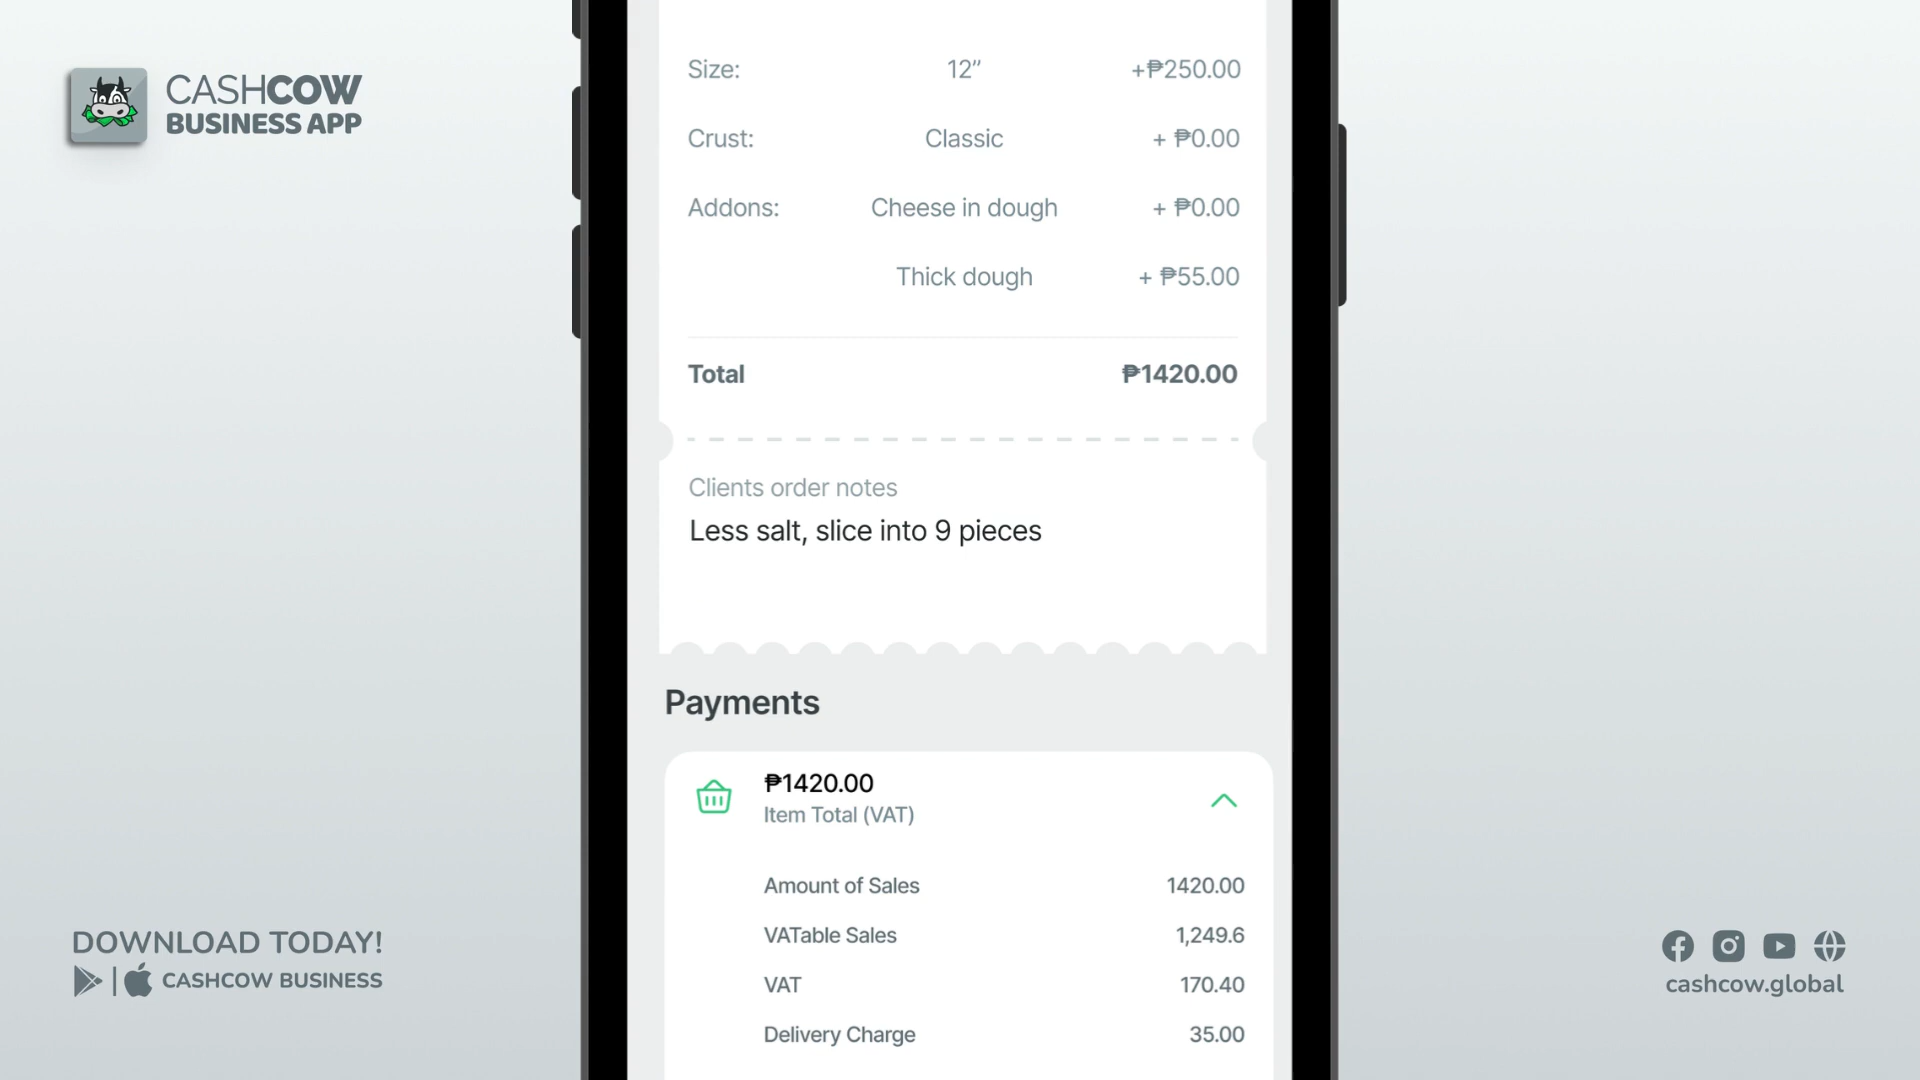 CASHCOW
BUSINESS APP
Size: 12” +₱250.00
Crust: Classic + ₱0.00
Addons: Cheese in dough + ₱0.00
Thick dough + ₱55.00
Total ₱1420.00
Clients order notes
Less salt, slice into 9 pieces
Payments
₱1420.00
Item Total (VAT)
Amount of Sales 1420.00
VATable Sales 1,249.6
VAT 170.40
Delivery Charge 35.00
DOWNLOAD TODAY!
| CASHCOW BUSINESS
cashcow.global